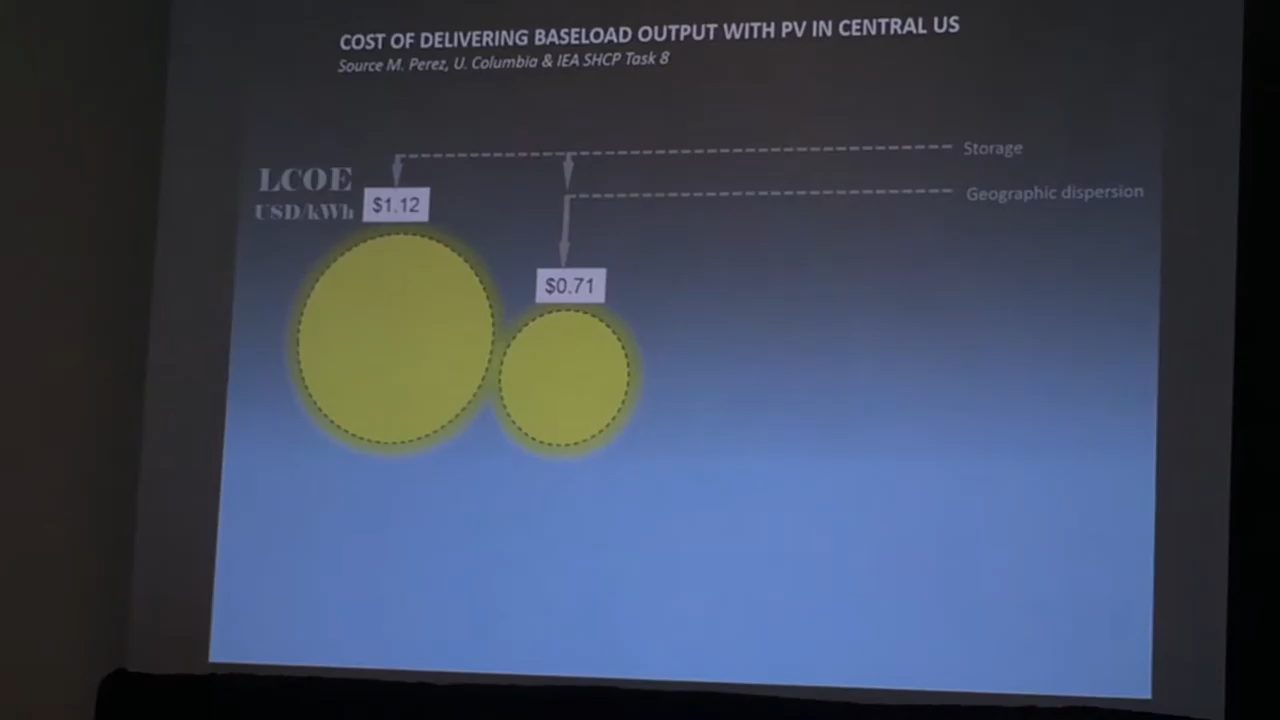 COST OF DELIVERING BASELOAD OUTPUT WITH PV IN CENTRAL US
Source M. Perez, U. Columbia & IEA SHCP Task 8
Storage
LCOE
USD/kWh
$1.12
Geographic dispersion
$0.71